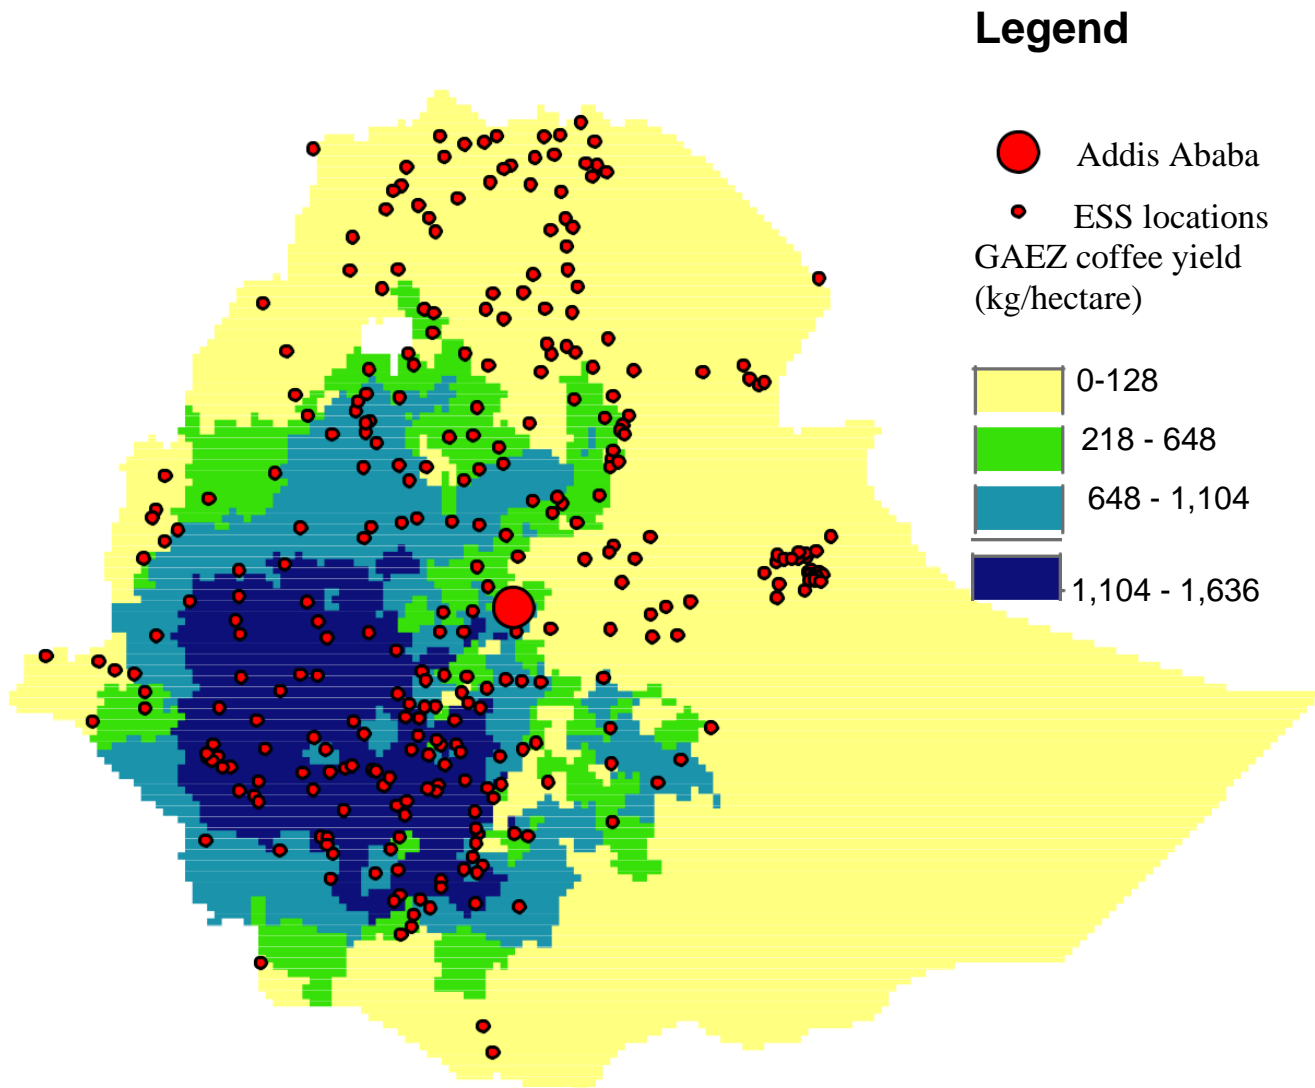 Legend
Addis Ababa
ESS locations
GAEZ coffee yield
(kg/hectare)
0-128
218 - 648
648 - 1,104
1,104 - 1,636